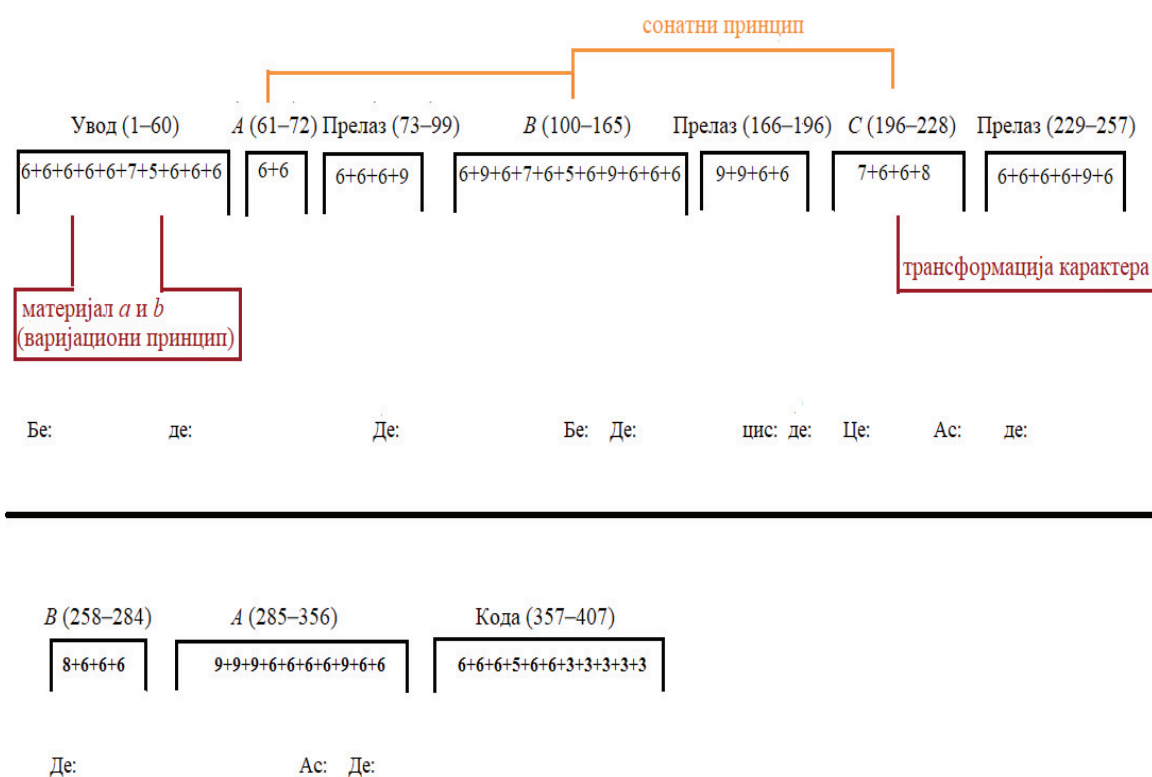 сонатни принцип
Увод (1–60) A (61–72) Прелаз (73–99) B (100–165) Прелаз (166–196) C (196–228) Прелаз (229–257)
6+6+6+6+6+7+5+6+6+6 6+6 6+6+6+9 6+9+6+7+6+5+6+9+6+6+6 9+9+6+6 7+6+6+8 6+6+6+6+9+6
трансформација карактера
материјал a и b
(варијациони принцип)
Бе: де: Де: Бе: Де: цис: де: Це: Ас: де:
B (258–284) A (285–356) Кода (357–407)
8+6+6+6 9+9+9+6+6+6+6+9+6+6 6+6+6+5+6+6+3+3+3+3+3
Де: Ас: Де: